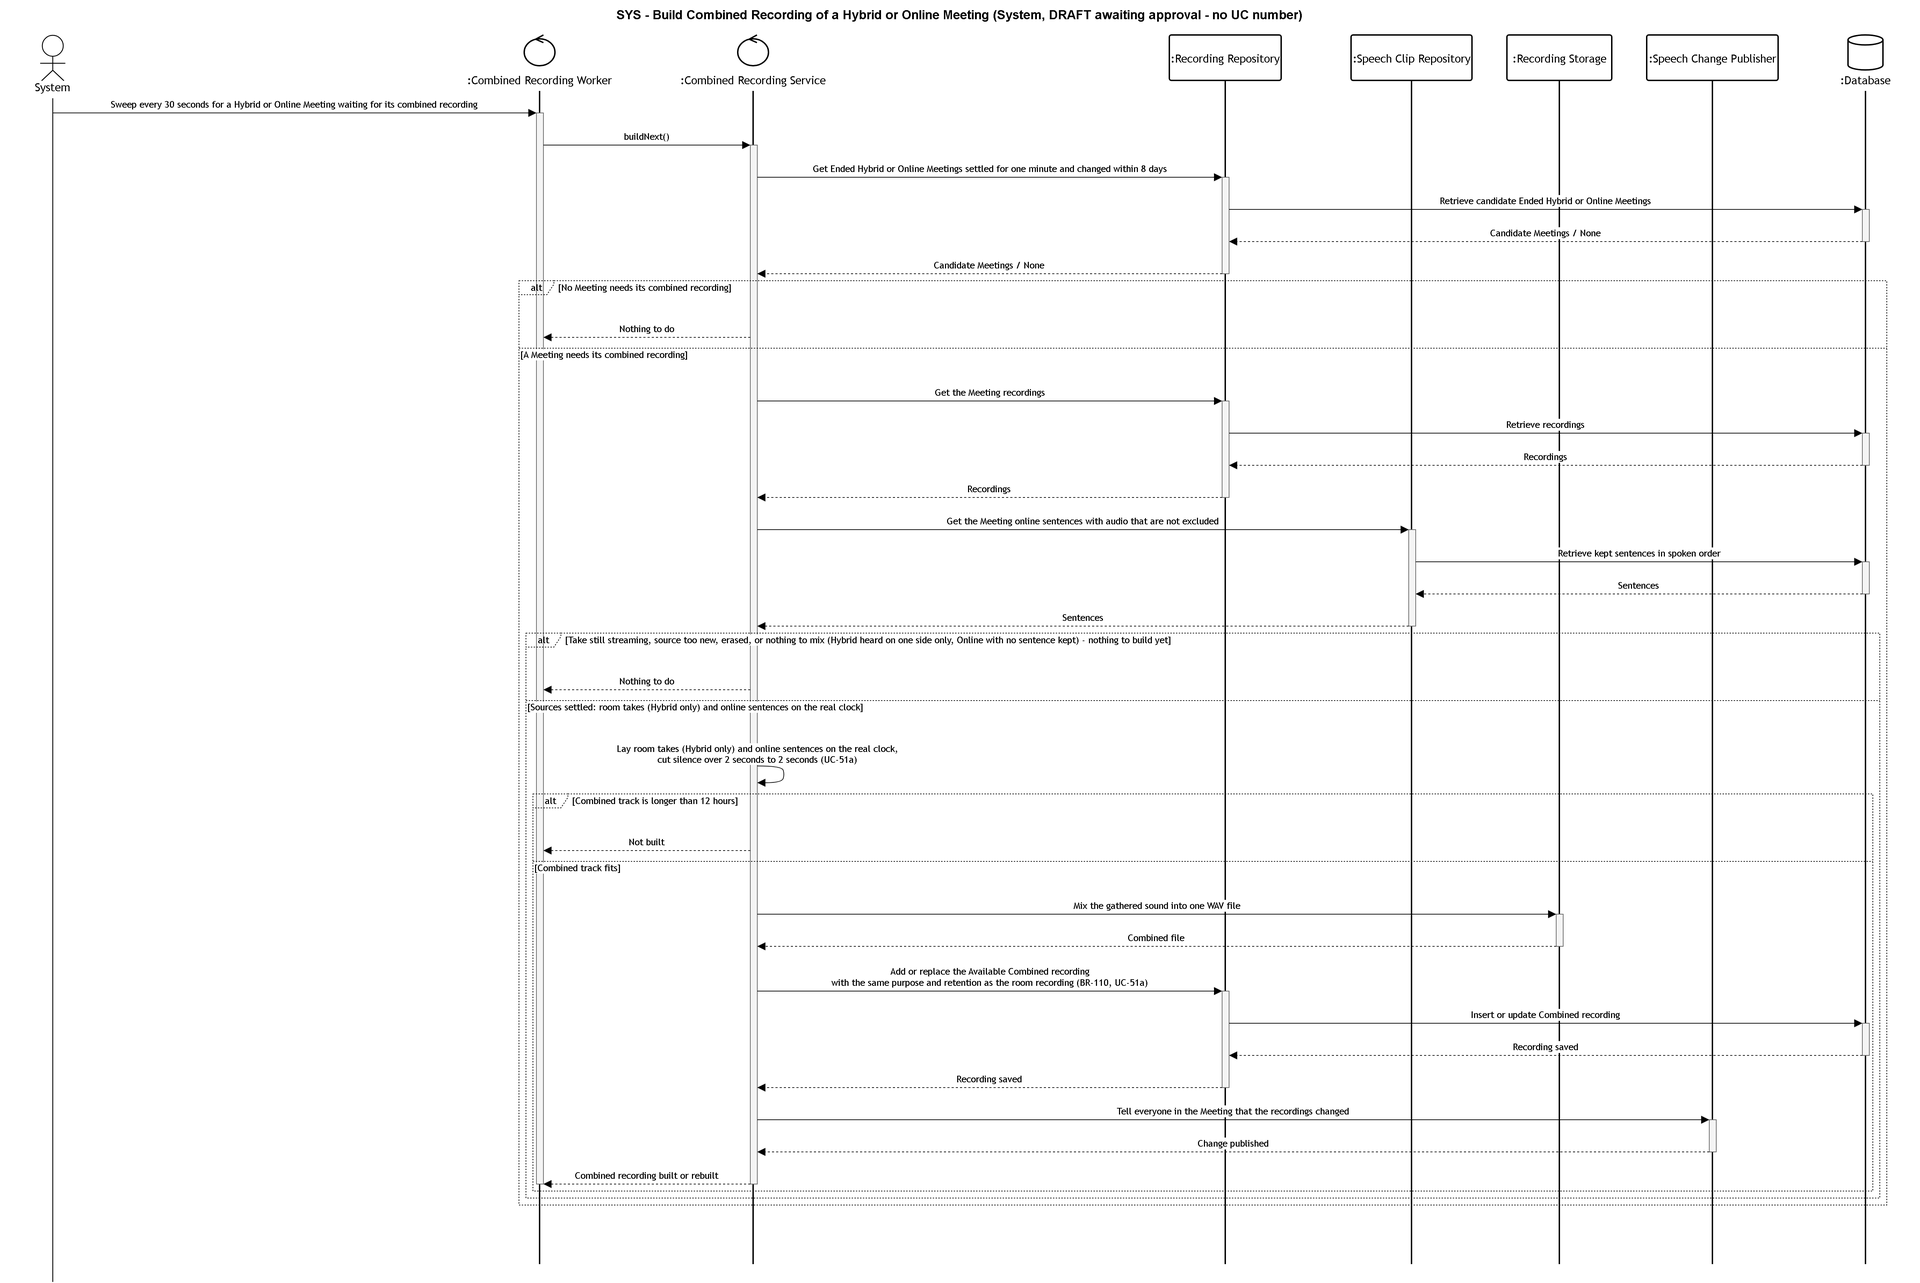 SYS - Build Combined Recording of a Hybrid or Online Meeting (System, DRAFT awaiting approval - no UC number)
System
:Combined Recording Worker
:Combined Recording Service
:Recording Repository
:Speech Clip Repository
:Recording Storage
:Speech Change Publisher
:Database
Sweep every 30 seconds for a Hybrid or Online Meeting waiting for its combined recording
buildNext()
Get Ended Hybrid or Online Meetings settled for one minute and changed within 8 days
Retrieve candidate Ended Hybrid or Online Meetings
Candidate Meetings / None
Candidate Meetings / None
alt [No Meeting needs its combined recording]
Nothing to do
[A Meeting needs its combined recording]
Get the Meeting recordings
Retrieve recordings
Recordings
Recordings
Get the Meeting online sentences with audio that are not excluded
Retrieve kept sentences in spoken order
Sentences
Sentences
alt [Take still streaming, source too new, erased, or nothing to mix (Hybrid heard on one side only, Online with no sentence kept) - nothing to build yet]
Nothing to do
[Sources settled: room takes (Hybrid only) and online sentences on the real clock]
Lay room takes (Hybrid only) and online sentences on the real clock,
cut silence over 2 seconds to 2 seconds (UC-51a)
alt [Combined track is longer than 12 hours]
Not built
[Combined track fits]
Mix the gathered sound into one WAV file
Combined file
Add or replace the Available Combined recording
with the same purpose and retention as the room recording (BR-110, UC-51a)
Insert or update Combined recording
Recording saved
Recording saved
Tell everyone in the Meeting that the recordings changed
Change published
Combined recording built or rebuilt